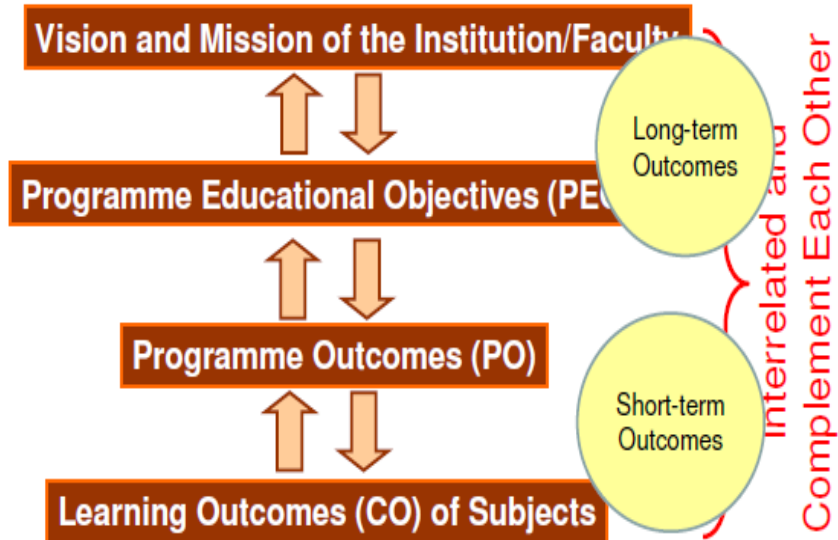 Vision and Mission of the Institution/Faculty
Long-term
Outcomes
Programme Educational Objectives (PEO
Programme Outcomes (PO)
Short-term
Outcomes
Learning Outcomes (CO) of Subjects
Interrelated and
Complement Each Other